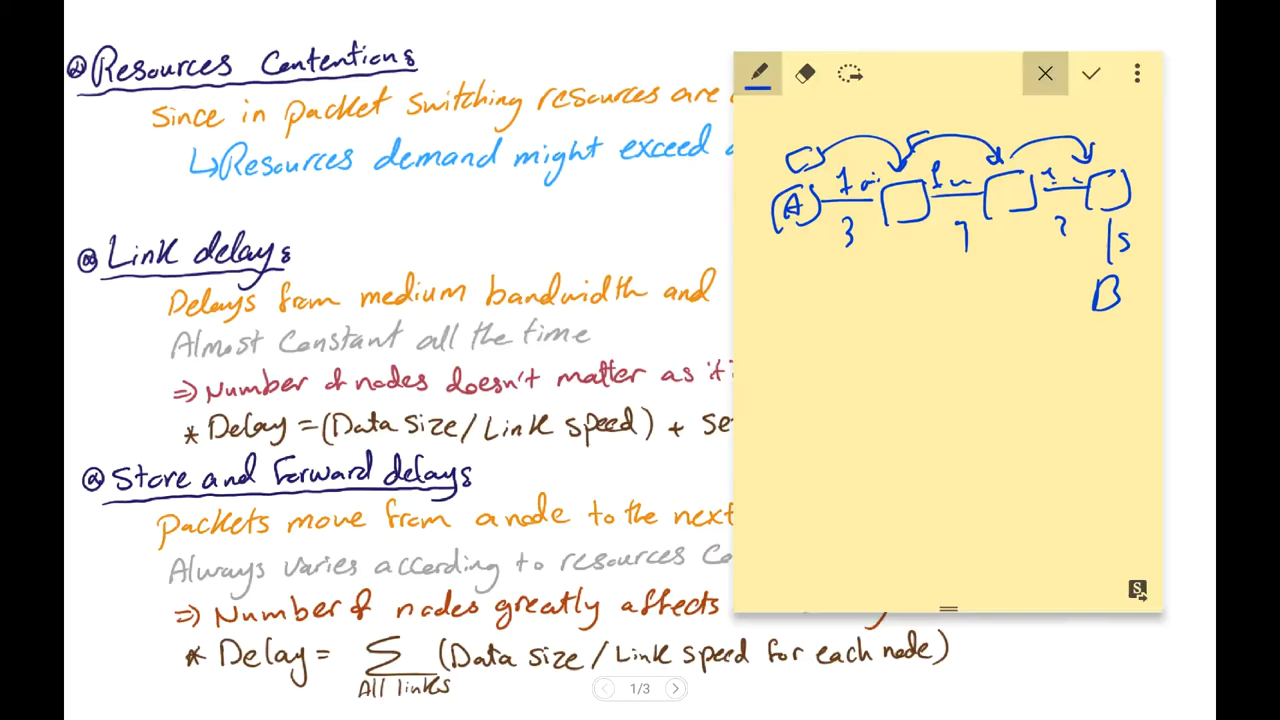 Resources Contentions
since in packet switching resources are
↳Resources demand might exceed
Link delays
Delays from medium bandwidth and
Almost Constant all the time
⇒ Number of nodes doesn't matter as it
* Delay = (Data size / Link speed) + se
Store and Forward delays
Packets move from a node to the next
Always varies according to resources Co
⇒ Number of nodes greatly affects
* Delay = Σ (Data size / Link speed for each node)
All links
1/3
A
3
B